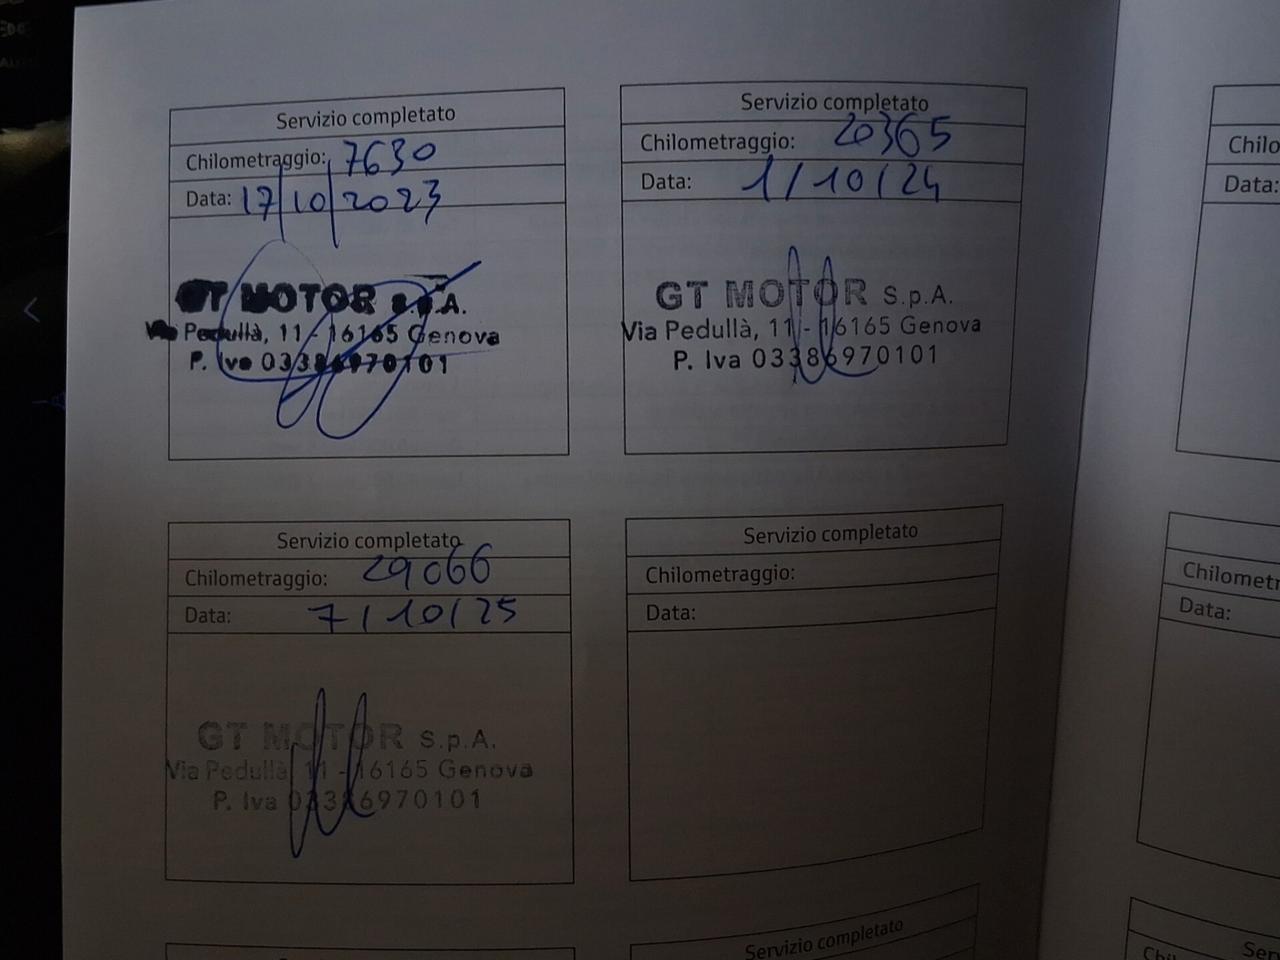 Servizio completato
Chilometraggio: 7630
Data: 17/10/2023
GT MOTOR S.p.A.
Via Pedullà, 11 - 16165 Genova
P. Iva 03386970101
Servizio completato
Chilometraggio: 20365
Data: 1/10/24
GT MOTOR S.p.A.
Via Pedullà, 11 - 16165 Genova
P. Iva 03386970101
Servizio completato
Chilometraggio: 29066
Data: 7/10/25
GT MOTOR S.p.A.
Via Pedullà, 11 - 16165 Genova
P. Iva 03386970101
Servizio completato
Chilometraggio:
Data:
Servizio completato
Chilo
Data:
Chilomet
Data:
Ser
Chi